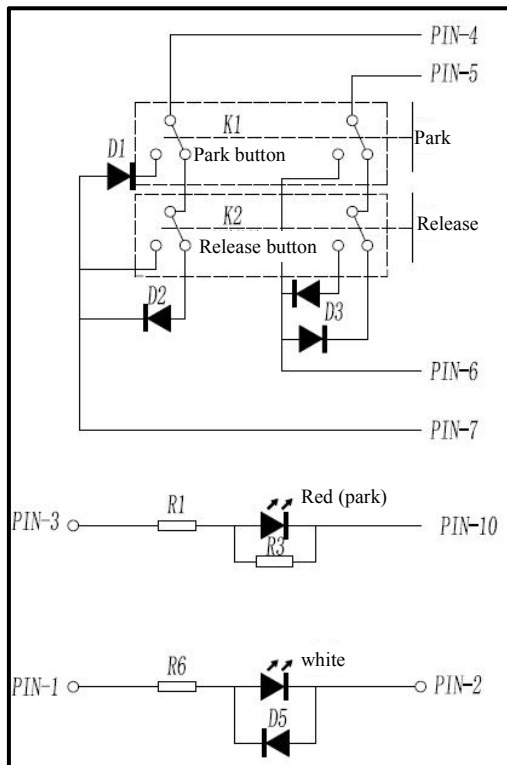 PIN-4
PIN-5
K1
Park
D1
Park button
K2
Release
Release button
D2
D3
PIN-6
PIN-7
Red (park)
PIN-3
R1
PIN-10
R3
white
R6
PIN-1
PIN-2
D5